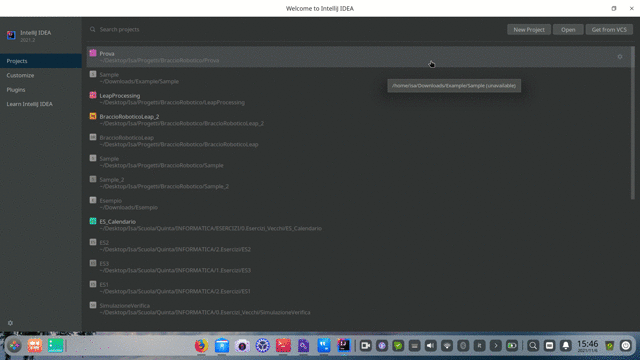 Welcome to IntelliJ IDEA
IntelliJ IDEA
2021.2
Projects
Customize
Plugins
Learn IntelliJ IDEA
Search projects
New Project
Open
Get from VCS
Prova
~/Desktop/Isa/Progetti/BraccioRobotico/Prova
/home/isa/Downloads/Example/Sample (unavailable)
Sample
~/Downloads/Example/Sample
LeapProcessing
~/Desktop/Isa/Progetti/BraccioRobotico/LeapProcessing
BraccioRoboticoLeap_2
~/Desktop/Isa/Progetti/BraccioRobotico/BraccioRoboticoLeap_2
BraccioRoboticoLeap
~/Desktop/Isa/Progetti/BraccioRobotico/BraccioRoboticoLeap
Sample
~/Desktop/Isa/Progetti/BraccioRobotico/Sample
Sample_2
~/Desktop/Isa/Progetti/BraccioRobotico/Sample_2
Esempio
~/Downloads/Esempio
ES_Calendario
~/Desktop/Isa/Scuola/Quinta/INFORMATICA/ESERCIZI/0.Esercizi_Vecchi/ES_Calendario
ES2
~/Desktop/Isa/Scuola/Quinta/INFORMATICA/2.Esercizi/ES2
ES3
~/Desktop/Isa/Scuola/Quinta/INFORMATICA/1.Esercizi/ES3
ES1
~/Desktop/Isa/Scuola/Quinta/INFORMATICA/2.Esercizi/ES1
SimulazioneVerifica
~/Desktop/Isa/Scuola/Quinta/INFORMATICA/0.Esercizi_Vecchi/SimulazioneVerifica
15:46